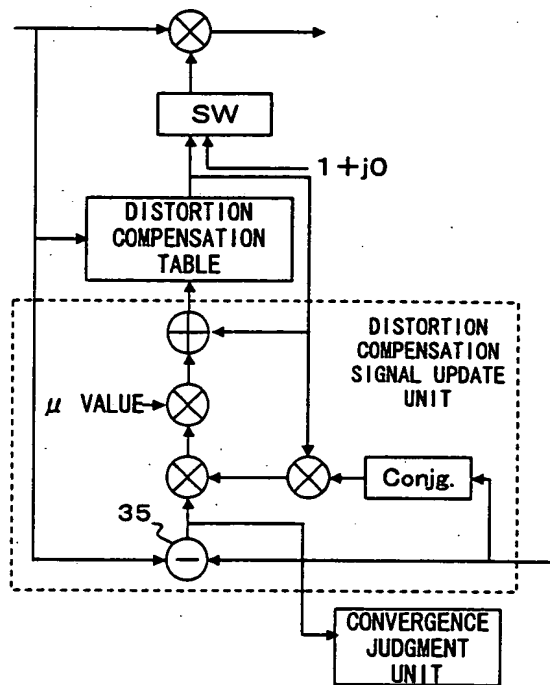 SW
1+j0
DISTORTION
COMPENSATION
TABLE
DISTORTION
COMPENSATION
SIGNAL UPDATE
UNIT
μ VALUE
Conjg.
35
CONVERGENCE
JUDGMENT
UNIT